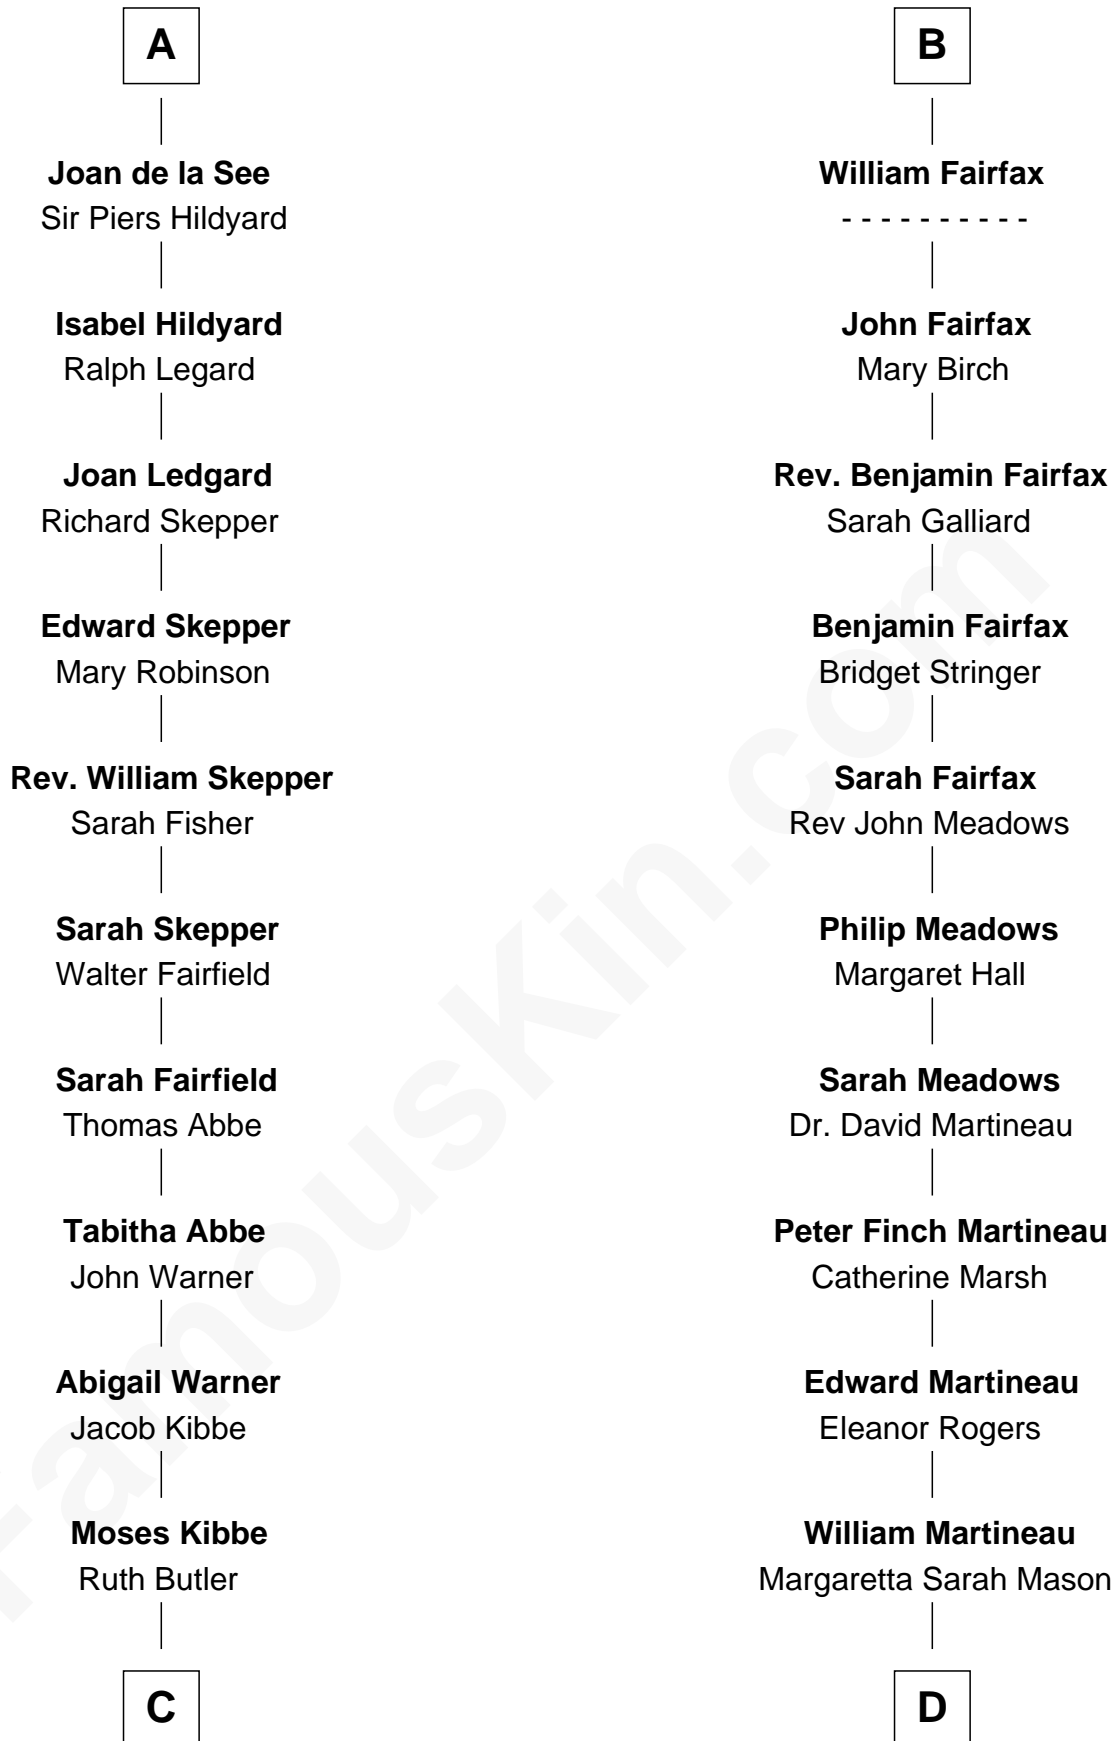 A
Joan de la See
Sir Piers Hildyard
Isabel Hildyard
Ralph Legard
Joan Ledgard
Richard Skepper
Edward Skepper
Mary Robinson
Rev. William Skepper
Sarah Fisher
Sarah Skepper
Walter Fairfield
Sarah Fairfield
Thomas Abbe
Tabitha Abbe
John Warner
Abigail Warner
Jacob Kibbe
Moses Kibbe
Ruth Butler
C
B
William Fairfax
- - - - - - - - - -
John Fairfax
Mary Birch
Rev. Benjamin Fairfax
Sarah Galliard
Benjamin Fairfax
Bridget Stringer
Sarah Fairfax
Rev John Meadows
Philip Meadows
Margaret Hall
Sarah Meadows
Dr. David Martineau
Peter Finch Martineau
Catherine Marsh
Edward Martineau
Eleanor Rogers
William Martineau
Margaretta Sarah Mason
D
FamousKin.com